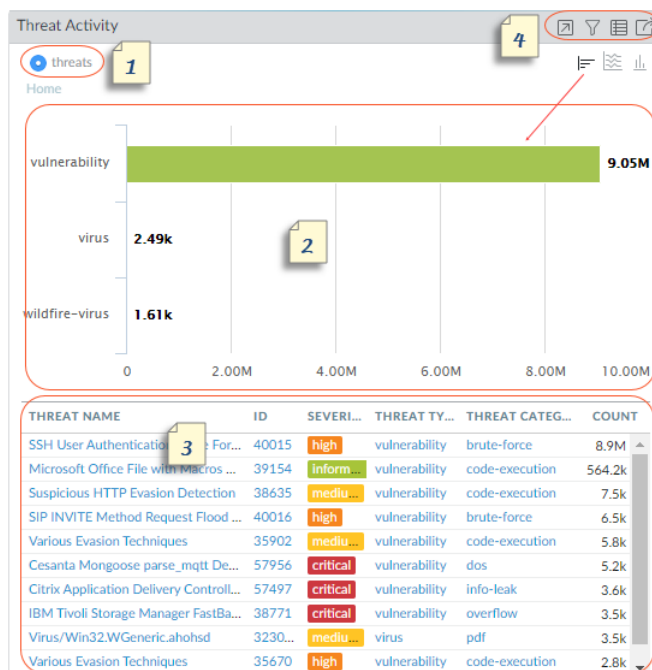 Threat Activity
4
threats
1
Home
vulnerability
9.05M
virus
2.49k
2
wildfire-virus
1.61k
0 2.00M 4.00M 6.00M 8.00M 10.00M
THREAT NAME ID SEVERI... THREAT TY... THREAT CATEG... COUNT
SSH User Authentication For... 40015 high vulnerability brute-force 8.9M
3
Microsoft Office File with Macros ... 39154 inform... vulnerability code-execution 564.2k
Suspicious HTTP Evasion Detection 38635 mediu... vulnerability code-execution 7.5k
SIP INVITE Method Request Flood ... 40016 high vulnerability brute-force 6.5k
Various Evasion Techniques 35902 mediu... vulnerability code-execution 5.8k
Cesanta Mongoose parse_mqtt De... 57956 critical vulnerability dos 5.2k
Citrix Application Delivery Controll... 57497 critical vulnerability info-leak 3.6k
IBM Tivoli Storage Manager FastBa... 38771 critical vulnerability overflow 3.5k
Virus/Win32.WGeneric.ahohsd 3230... mediu... virus pdf 3.5k
Various Evasion Techniques 35670 high vulnerability code-execution 2.8k